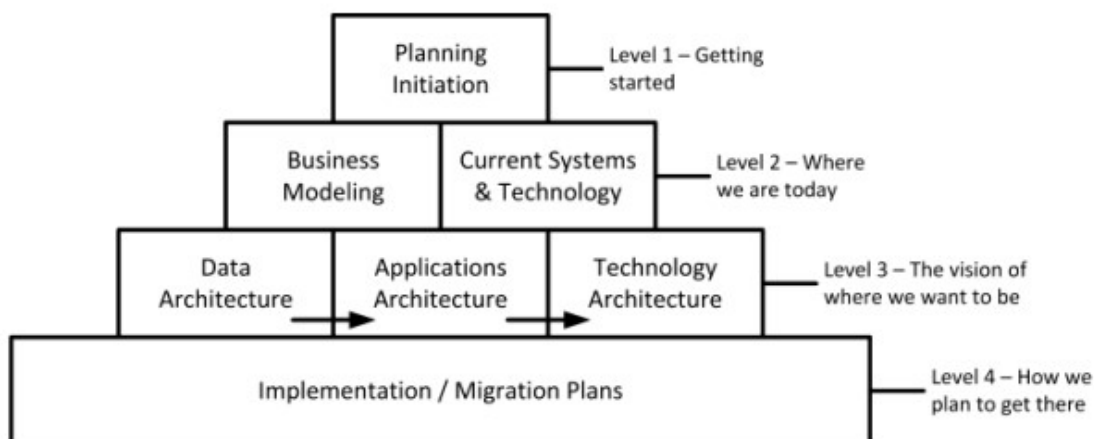 Planning
Initiation
Level 1 – Getting
started
Business
Modeling
Current Systems
& Technology
Level 2 – Where
we are today
Data
Architecture
Applications
Architecture
Technology
Architecture
Level 3 – The vision of
where we want to be
Implementation / Migration Plans
Level 4 – How we
plan to get there